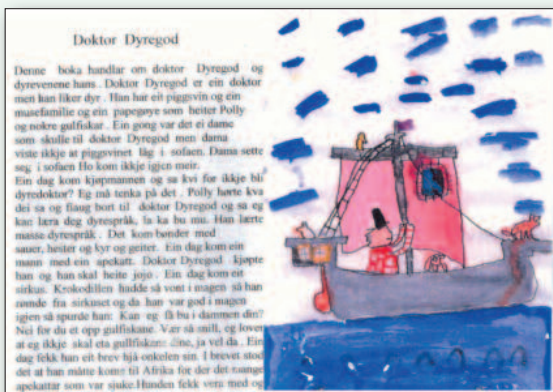 Doktor Dyregod
Denne boka handlar om doktor Dyregod og
dyrevenene hans . Doktor Dyregod er ein doktor
men han liker dyr . Han har eit piggsvin og ein
musefamilie og ein papegøye som heiter Polly
og nokre gulfiskar . Ein gong var det ei dame
som skulle til doktor Dyregod men dama
viste ikkje at piggsvinet låg i sofaen. Dama sette
seg i sofaen Ho kom ikkje igjen meir.
Ein dag kom kjøpmannen og sa kvi for ikkje bli
dyredoktor? Eg må tenka på det . Polly hørte kva
dei sa og flaug bort til doktor Dyregod og sa eg
kan læra deg dyrespråk, fa ka bu mu. Han lærte
masse dyrespråk . Det kom bønder med
sauer, hester og kyr og geiter. Ein dag kom ein
mann med ein apekatt. Doktor Dyregod kjøpte
han og han skal heite jojo . Ein dag kom eit
sirkus. Krokodillen hadde så vont i magen så han
rømde fra sirkuset og da han var god i magen
igjen så spurde han: Kan eg få bu i dammen din?
Nei for du et opp gulfiskane. Vær så snill, eg lovet
at eg ikkje skal eta gullfiskene dine, ja vel da . Ein
dag fekk han eit brev hjå onkelen sin. I brevet stod
det at han måtte kome til Afrika for der det mange
apekattar som var sjuke.Hunden fekk vera med og